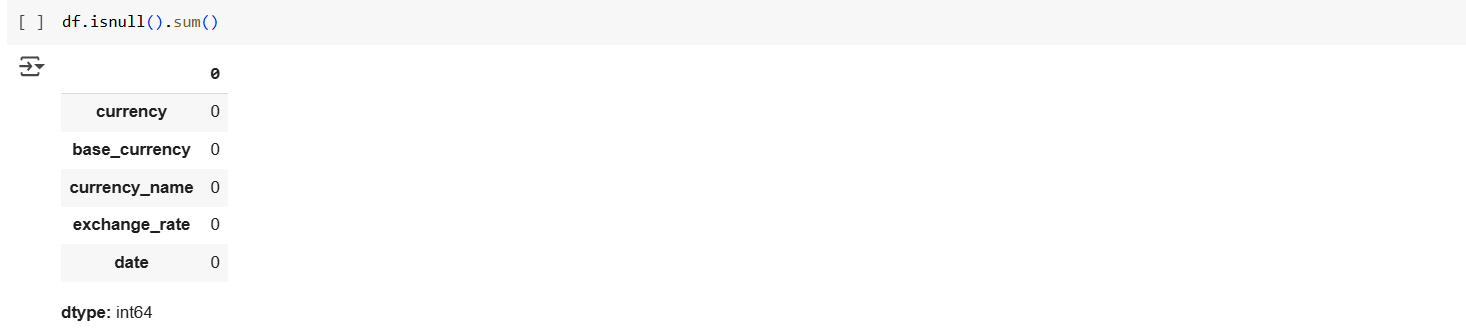 [ ] df.isnull().sum()
0
currency 0
base_currency 0
currency_name 0
exchange_rate 0
date 0
dtype: int64